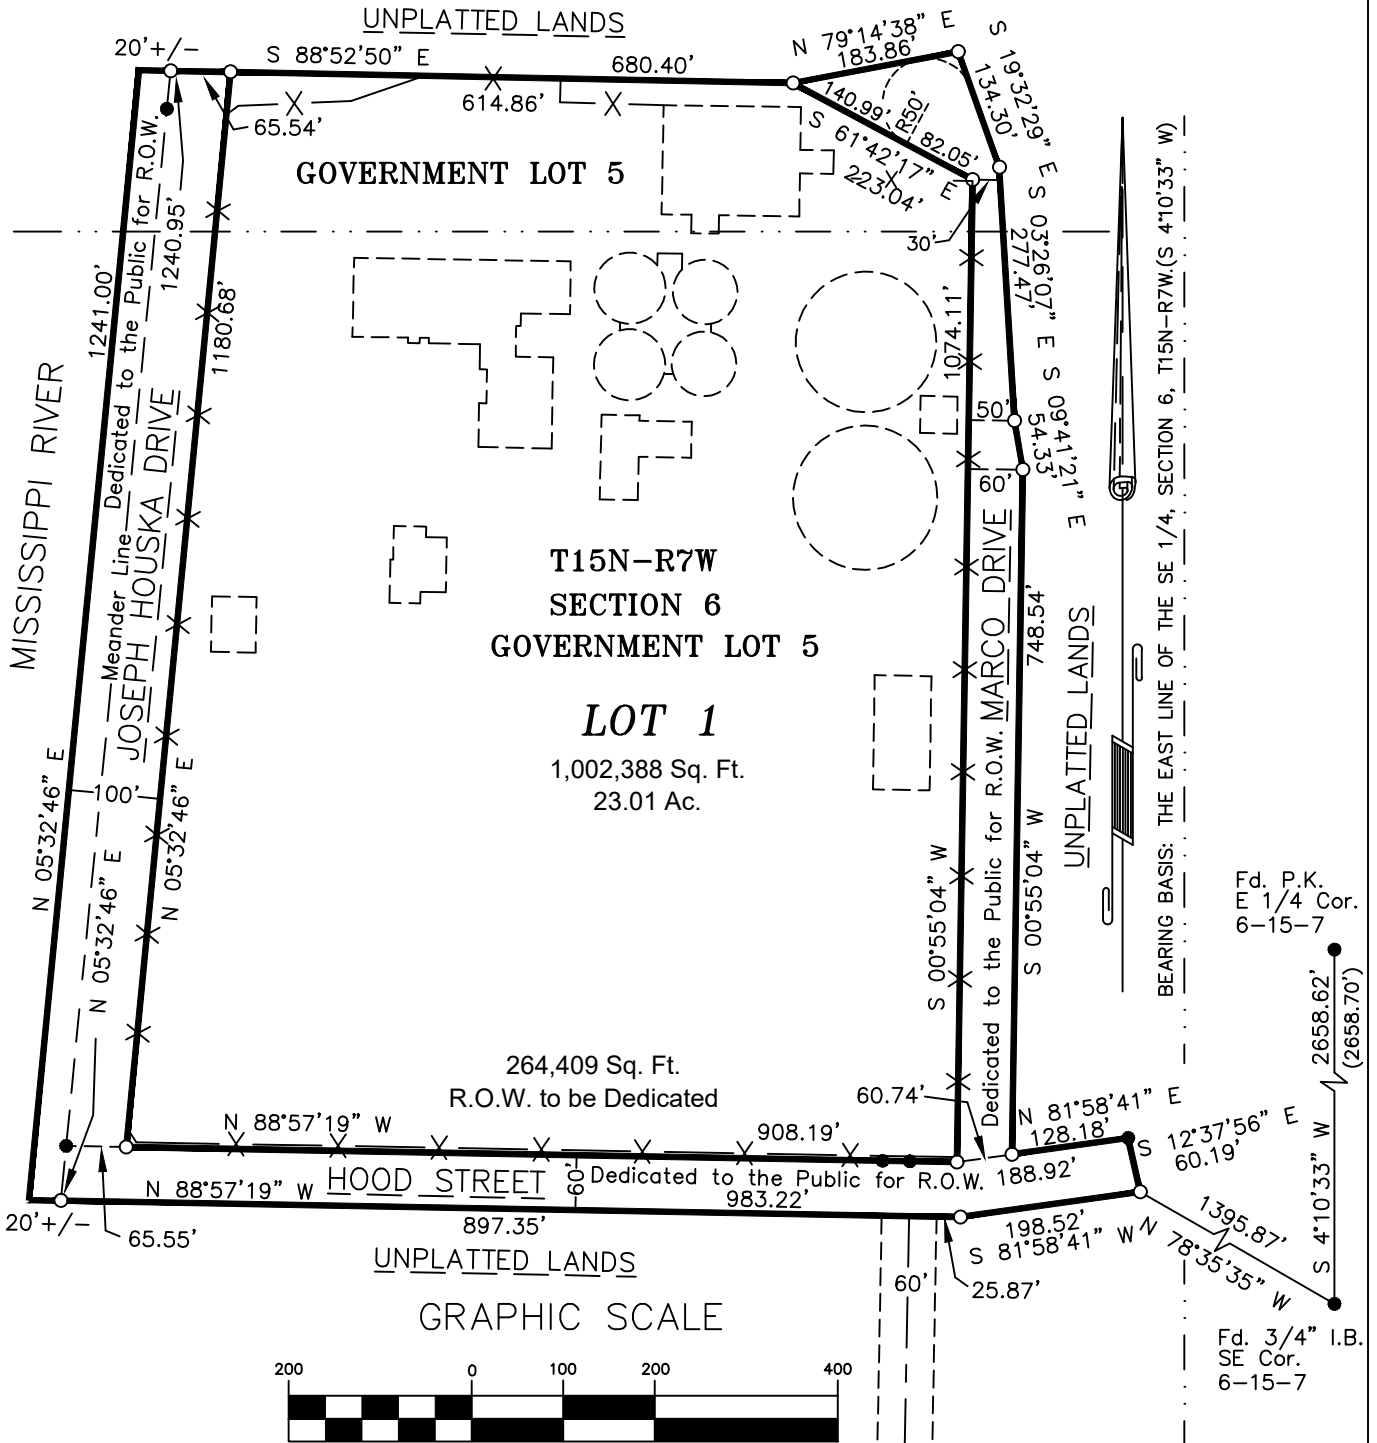 UNPLATTED LANDS
20'+/-
S 88°52'50" E
680.40'
614.86'
65.54'
N 79°14'38" E
183.86'
S 19°32'29" E
134.30'
140.99'
R50'
82.05'
S 61°42'17" E
223.04'
30'
GOVERNMENT LOT 5
S 03°26'07" E
277.47'
S 09°41'21" E
54.33'
50'
60'
1241.00'
1240.95'
1180.68'
1074.11'
MISSISSIPPI RIVER
Meander Line
Dedicated to the Public for R.O.W.
JOSEPH HOUSKA DRIVE
T15N-R7W
SECTION 6
GOVERNMENT LOT 5
LOT 1
1,002,388 Sq. Ft.
23.01 Ac.
100'
N 05°32'46" E
N 05°32'46" E
N 05°32'46" E
Dedicated to the Public for R.O.W. MARCO DRIVE
748.54'
S 00°55'04" W
S 00°55'04" W
UNPLATTED LANDS
BEARING BASIS: THE EAST LINE OF THE SE 1/4, SECTION 6, T15N-R7W.(S 4°10'33" W)
Fd. P.K.
E 1/4 Cor.
6-15-7
2658.62'
(2658.70')
S 4°10'33" W
264,409 Sq. Ft.
R.O.W. to be Dedicated
60.74'
N 81°58'41" E
128.18'
S 12°37'56" E
60.19'
N 88°57'19" W
908.19'
HOOD STREET
60'
Dedicated to the Public for R.O.W.
188.92'
N 88°57'19" W
983.22'
20'+/-
65.55'
897.35'
198.52'
S 81°58'41" W
25.87'
1395.87'
N 78°35'35" W
UNPLATTED LANDS
60'
Fd. 3/4" I.B.
SE Cor.
6-15-7
GRAPHIC SCALE
200 0 100 200 400